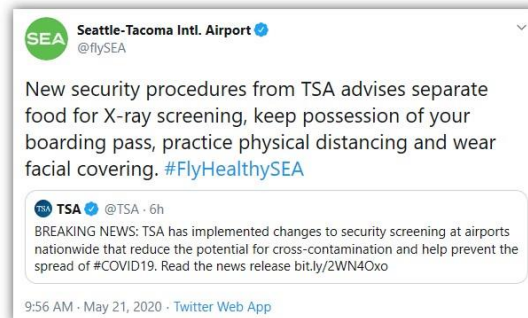 SEA
Seattle-Tacoma Intl. Airport
@flySEA
New security procedures from TSA advises separate
food for X-ray screening, keep possession of your
boarding pass, practice physical distancing and wear
facial covering. #FlyHealthySEA
TSA TSA @TSA · 6h
BREAKING NEWS: TSA has implemented changes to security screening at airports
nationwide that reduce the potential for cross-contamination and help prevent the
spread of #COVID19. Read the news release bit.ly/2WN4Oxo
9:56 AM · May 21, 2020 · Twitter Web App